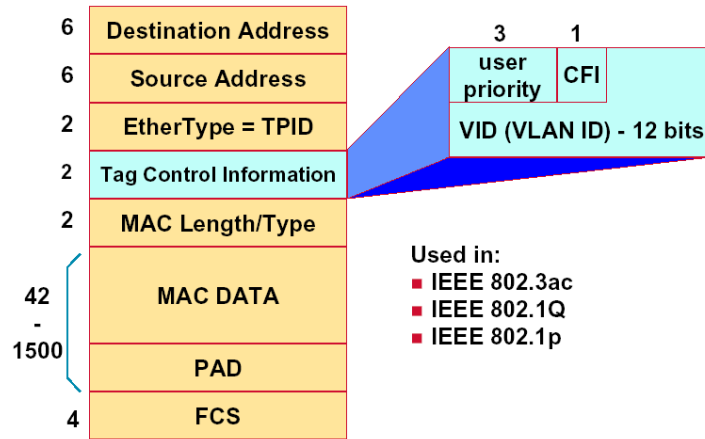 6 Destination Address
6 Source Address
2 EtherType = TPID
2 Tag Control Information
2 MAC Length/Type
42
-
1500
MAC DATA
PAD
4 FCS
3 1
user
priority
CFI
VID (VLAN ID) - 12 bits
Used in:
IEEE 802.3ac
IEEE 802.1Q
IEEE 802.1p